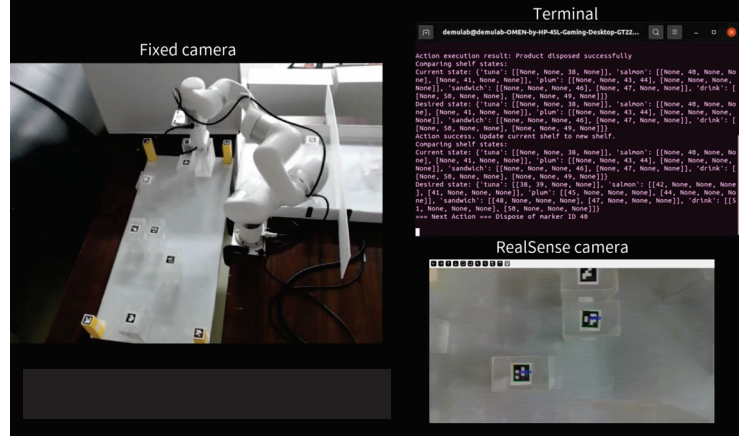 Terminal
Fixed camera
demulab@demulab-OMEN-by-HP-45L-Gaming-Desktop-GT22...
Action execution result: Product disposed successfully
Comparing shelf states:
Current state: {'tuna': [[None, None, 38, None]], 'salmon': [[None, 40, None, No
ne], [None, 41, None, None]], 'plum': [[None, None, 43, 44], [None, None, None,
None]], 'sandwich': [[None, None, None, 46], [None, 47, None, None]], 'drink': [
[None, 50, None, None], [None, None, 49, None]]}
Desired state: {'tuna': [[None, None, 38, None]], 'salmon': [[None, 40, None, No
ne], [None, 41, None, None]], 'plum': [[None, None, 43, 44], [None, None, None,
None]], 'sandwich': [[None, None, None, 46], [None, 47, None, None]], 'drink': [
[None, 50, None, None], [None, None, 49, None]]}
Action success. Update current shelf to new shelf.
Comparing shelf states:
Current state: {'tuna': [[None, None, 38, None]], 'salmon': [[None, 40, None, No
ne], [None, 41, None, None]], 'plum': [[None, None, 43, 44], [None, None, None,
None]], 'sandwich': [[None, None, None, 46], [None, 47, None, None]], 'drink': [
[None, 50, None, None], [None, None, 49, None]]}
Desired state: {'tuna': [[38, 39, None, None]], 'salmon': [[42, None, None, None
], [41, None, None, None]], 'plum': [[45, None, None, None], [44, None, None, No
ne]], 'sandwich': [[48, None, None, None], [47, None, None, None]], 'drink': [[5
1, None, None, None], [50, None, None, None]]}
=== Next Action === Dispose of marker ID 40
RealSense camera